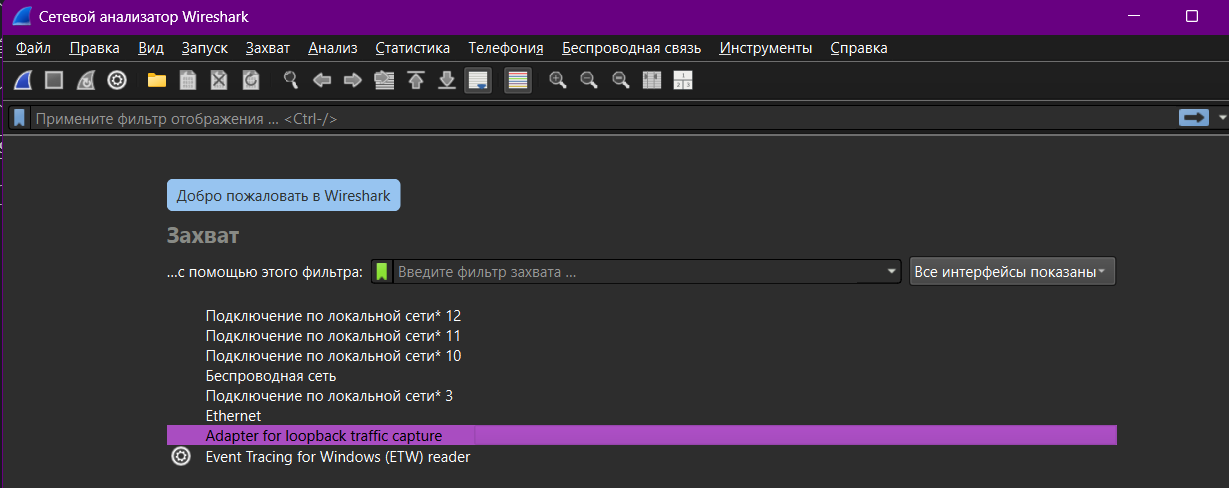 Сетевой анализатор Wireshark
Файл Правка Вид Запуск Захват Анализ Статистика Телефония Беспроводная связь Инструменты Справка
Примените фильтр отображения ... <Ctrl-/>
Добро пожаловать в Wireshark
Захват
...с помощью этого фильтра: Введите фильтр захвата ... Все интерфейсы показаны
Подключение по локальной сети* 12
Подключение по локальной сети* 11
Подключение по локальной сети* 10
Беспроводная сеть
Подключение по локальной сети* 3
Ethernet
Adapter for loopback traffic capture
Event Tracing for Windows (ETW) reader